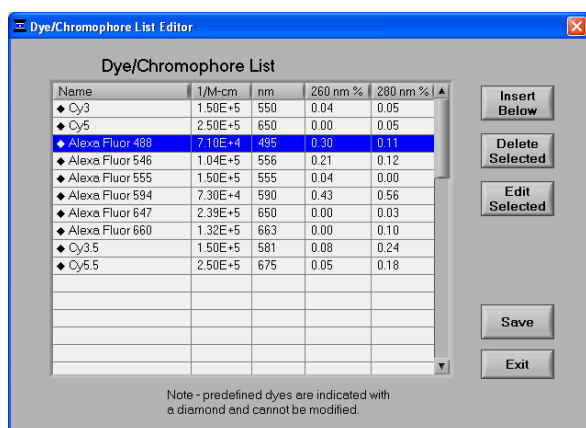 Dye/Chromophore List Editor
Dye/Chromophore List
Name 1/M-cm nm 260 nm % 280 nm %
◆ Cy3 1.50E+5 550 0.04 0.05
◆ Cy5 2.50E+5 650 0.00 0.05
◆ Alexa Fluor 488 7.10E+4 495 0.30 0.11
◆ Alexa Fluor 546 1.04E+5 556 0.21 0.12
◆ Alexa Fluor 555 1.50E+5 555 0.04 0.00
◆ Alexa Fluor 594 7.30E+4 590 0.43 0.56
◆ Alexa Fluor 647 2.39E+5 650 0.00 0.03
◆ Alexa Fluor 660 1.32E+5 663 0.00 0.10
◆ Cy3.5 1.50E+5 581 0.08 0.24
◆ Cy5.5 2.50E+5 675 0.05 0.18
Insert
Below
Delete
Selected
Edit
Selected
Save
Exit
Note - predefined dyes are indicated with
a diamond and cannot be modified.